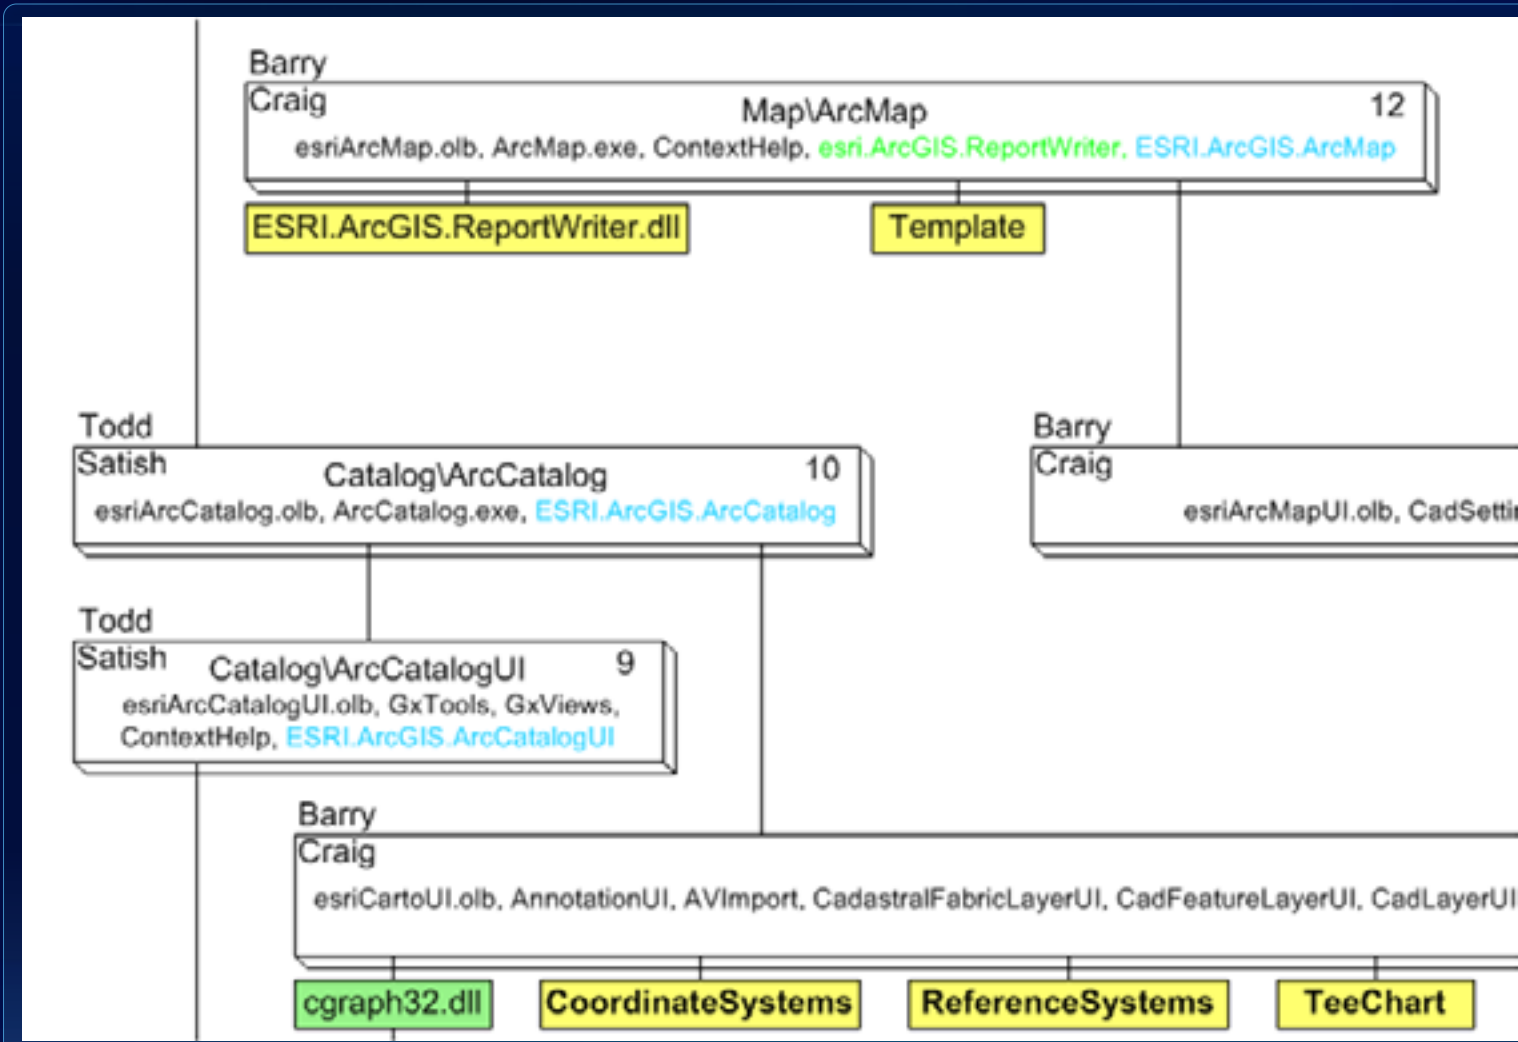 Barry
Craig
Map\ArcMap
12
esriArcMap.olb, ArcMap.exe, ContextHelp, esri.ArcGIS.ReportWriter, ESRI.ArcGIS.ArcMap
ESRI.ArcGIS.ReportWriter.dll
Template
Todd
Satish
Catalog\ArcCatalog
10
esriArcCatalog.olb, ArcCatalog.exe, ESRI.ArcGIS.ArcCatalog
Barry
Craig
esriArcMapUI.olb,
Todd
Satish
Catalog\ArcCatalogUI
9
esriArcCatalogUI.olb, GxTools, GxViews,
ContextHelp, ESRI.ArcGIS.ArcCatalogUI
Barry
Craig
esriCartoUI.olb, AnnotationUI, AVImport, CadastralFabricLayerUI, CadFeatureLayerUI, CadLayerUI
cgraph32.dll
CoordinateSystems
ReferenceSystems
TeeChart